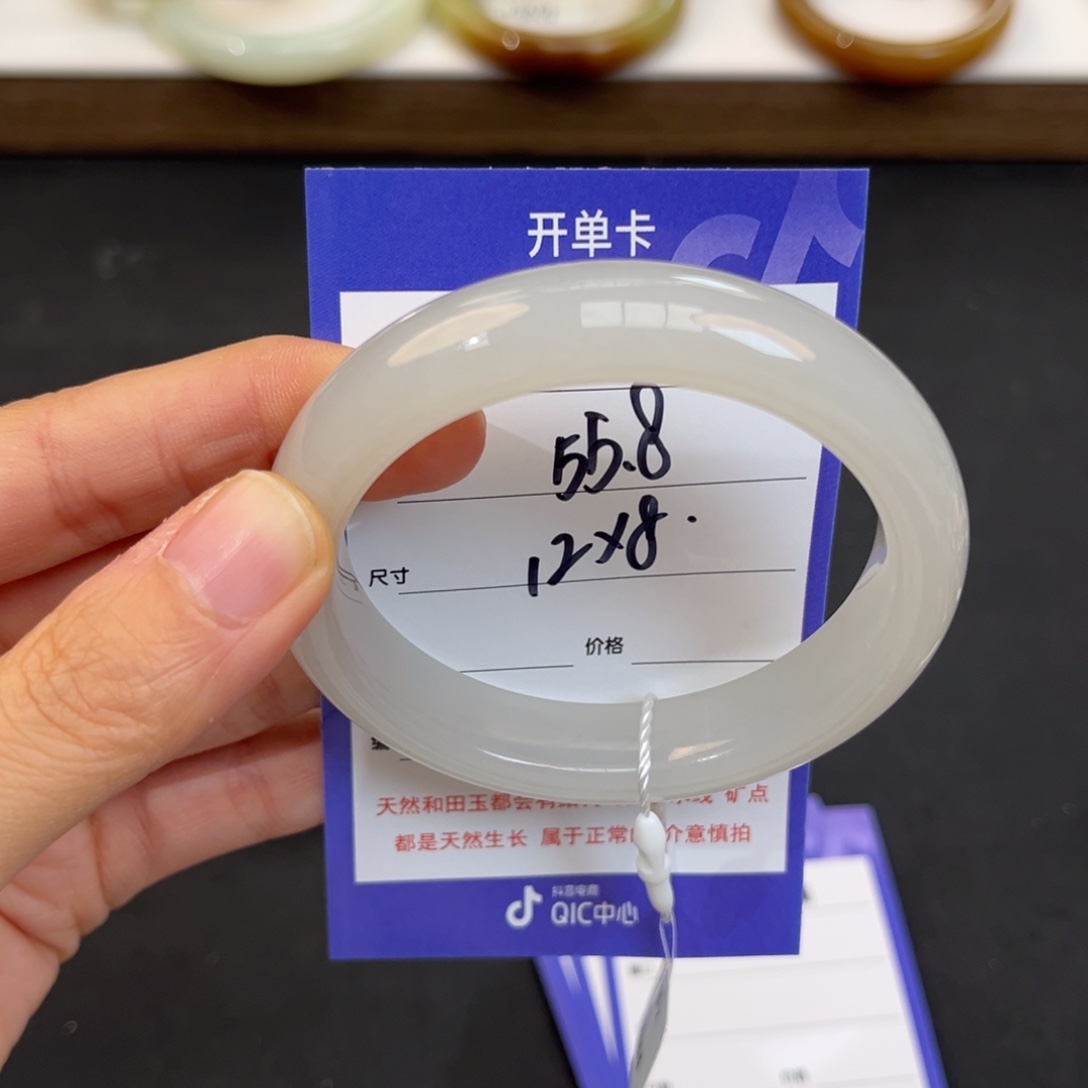 开单卡
55.8
尺寸 12×8.
价格
天然和田玉都会有 矿点
都是天然生长 属于正常 介意慎拍
抖音电商
QIC中心